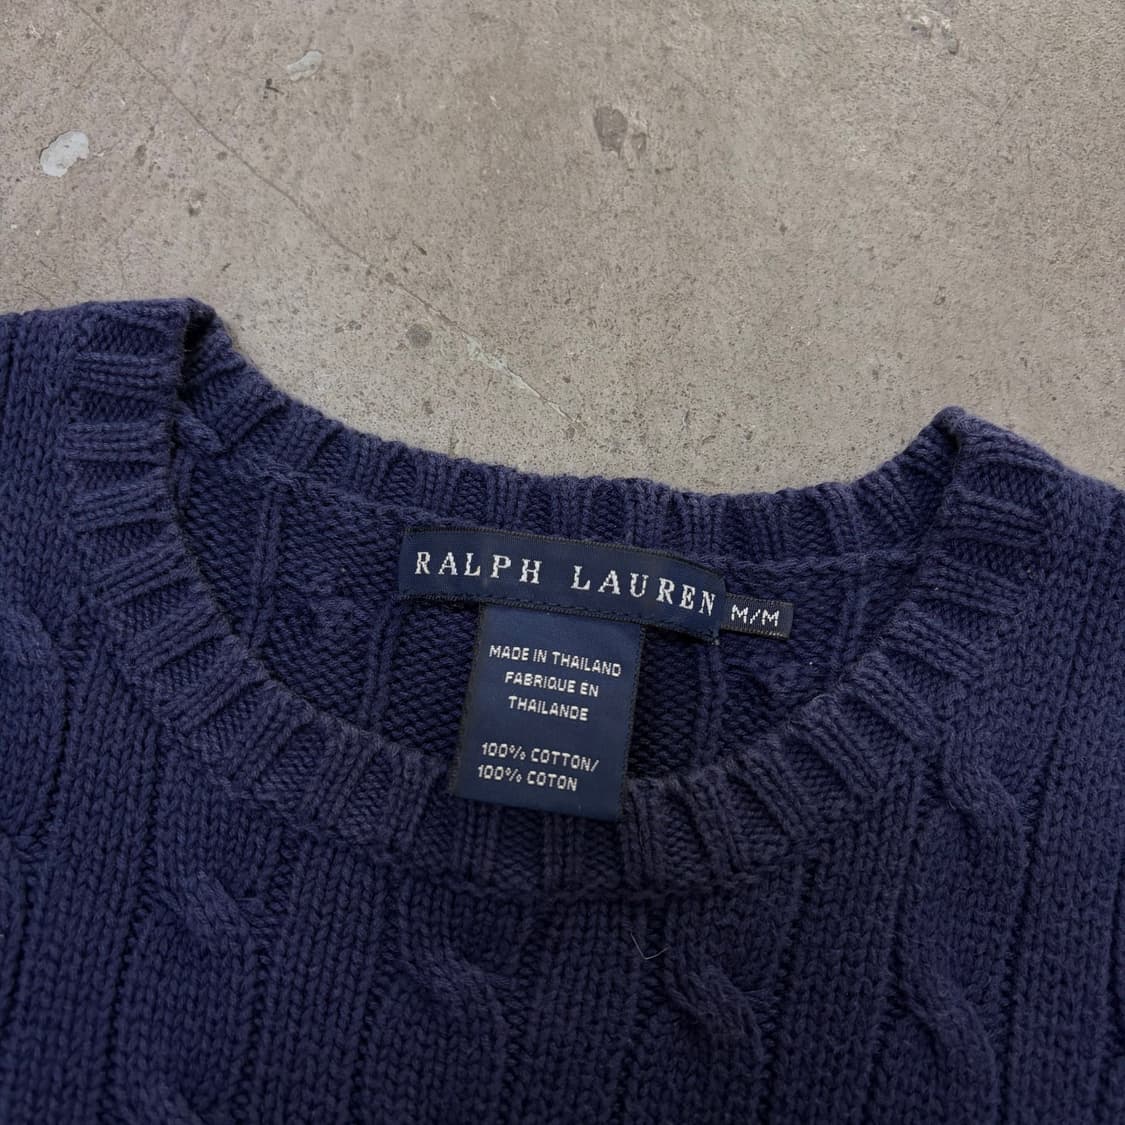 RALPH LAUREN
M/M
MADE IN THAILAND
FABRIQUE EN
THAILANDE
100% COTTON/
100% COTON